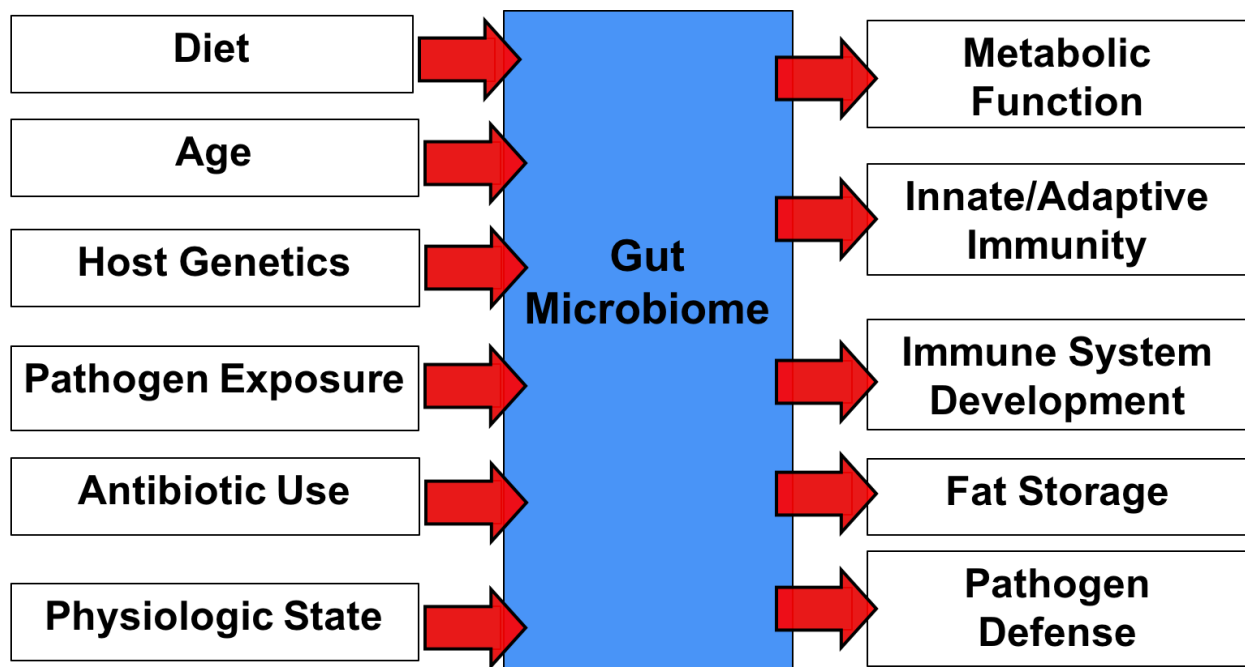 Diet
Age
Host Genetics
Pathogen Exposure
Antibiotic Use
Physiologic State
Gut
Microbiome
Metabolic
Function
Innate/Adaptive
Immunity
Immune System
Development
Fat Storage
Pathogen
Defense